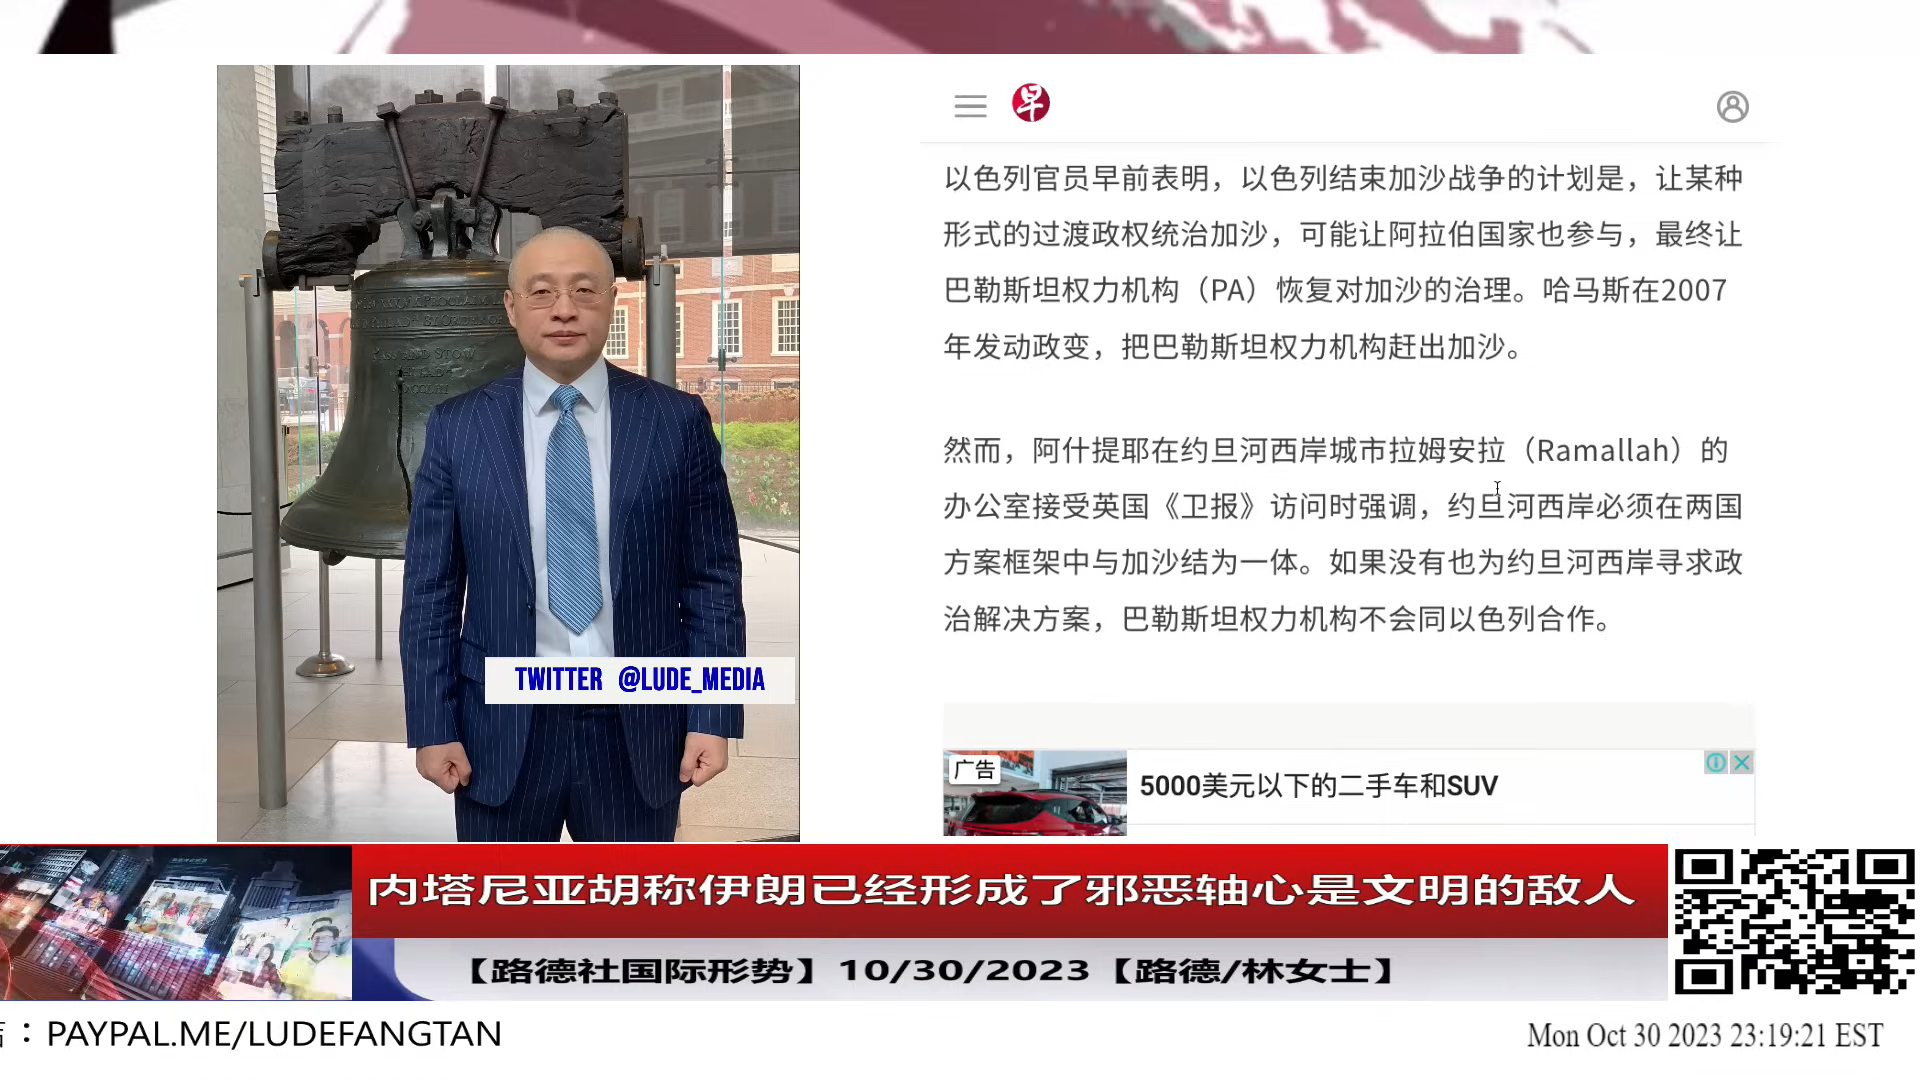 早
以色列官员早前表明，以色列结束加沙战争的计划是，让某种
形式的过渡政权统治加沙，可能让阿拉伯国家也参与，最终让
巴勒斯坦权力机构（PA）恢复对加沙的治理。哈马斯在2007
年发动政变，把巴勒斯坦权力机构赶出加沙。
然而，阿什提耶在约旦河西岸城市拉姆安拉（Ramallah）的
办公室接受英国《卫报》访问时强调，约旦河西岸必须在两国
方案框架中与加沙结为一体。如果没有也为约旦河西岸寻求政
治解决方案，巴勒斯坦权力机构不会同以色列合作。
PASS AND STOW
TWITTER @LUDE_MEDIA
广告
5000美元以下的二手车和SUV
内塔尼亚胡称伊朗已经形成了邪恶轴心是文明的敌人
【路德社国际形势】10/30/2023【路德/林女士】
：PAYPAL.ME/LUDEFANGTAN
Mon Oct 30 2023 23:19:21 EST